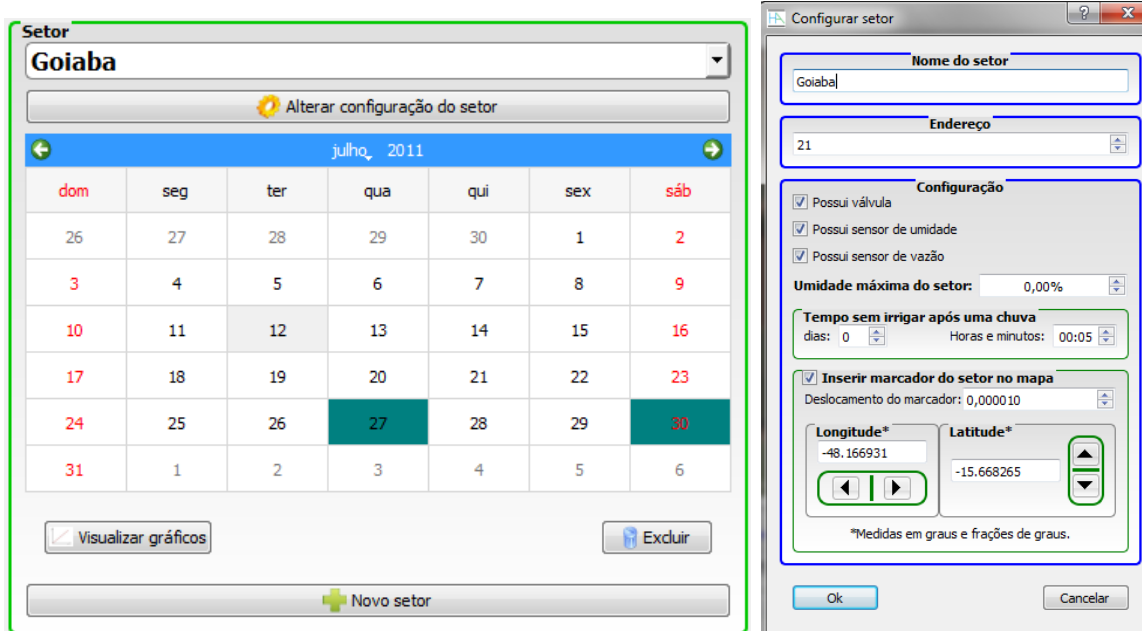 Setor
Goiaba
Alterar configuração do setor
julho 2011
dom seg ter qua qui sex sáb
26 27 28 29 30 1 2
3 4 5 6 7 8 9
10 11 12 13 14 15 16
17 18 19 20 21 22 23
24 25 26 27 28 29 30
31 1 2 3 4 5 6
Visualizar gráficos Excluir
Novo setor
Configurar setor
Nome do setor
Goiaba
Endereço
21
Configuração
Possui válvula
Possui sensor de umidade
Possui sensor de vazão
Umidade máxima do setor: 0,00%
Tempo sem irrigar após uma chuva
dias: 0 Horas e minutos: 00:05
Inserir marcador do setor no mapa
Deslocamento do marcador: 0,000010
Longitude* Latitude*
-48.166931
-15.668265
*Medidas em graus e frações de graus.
Ok Cancelar